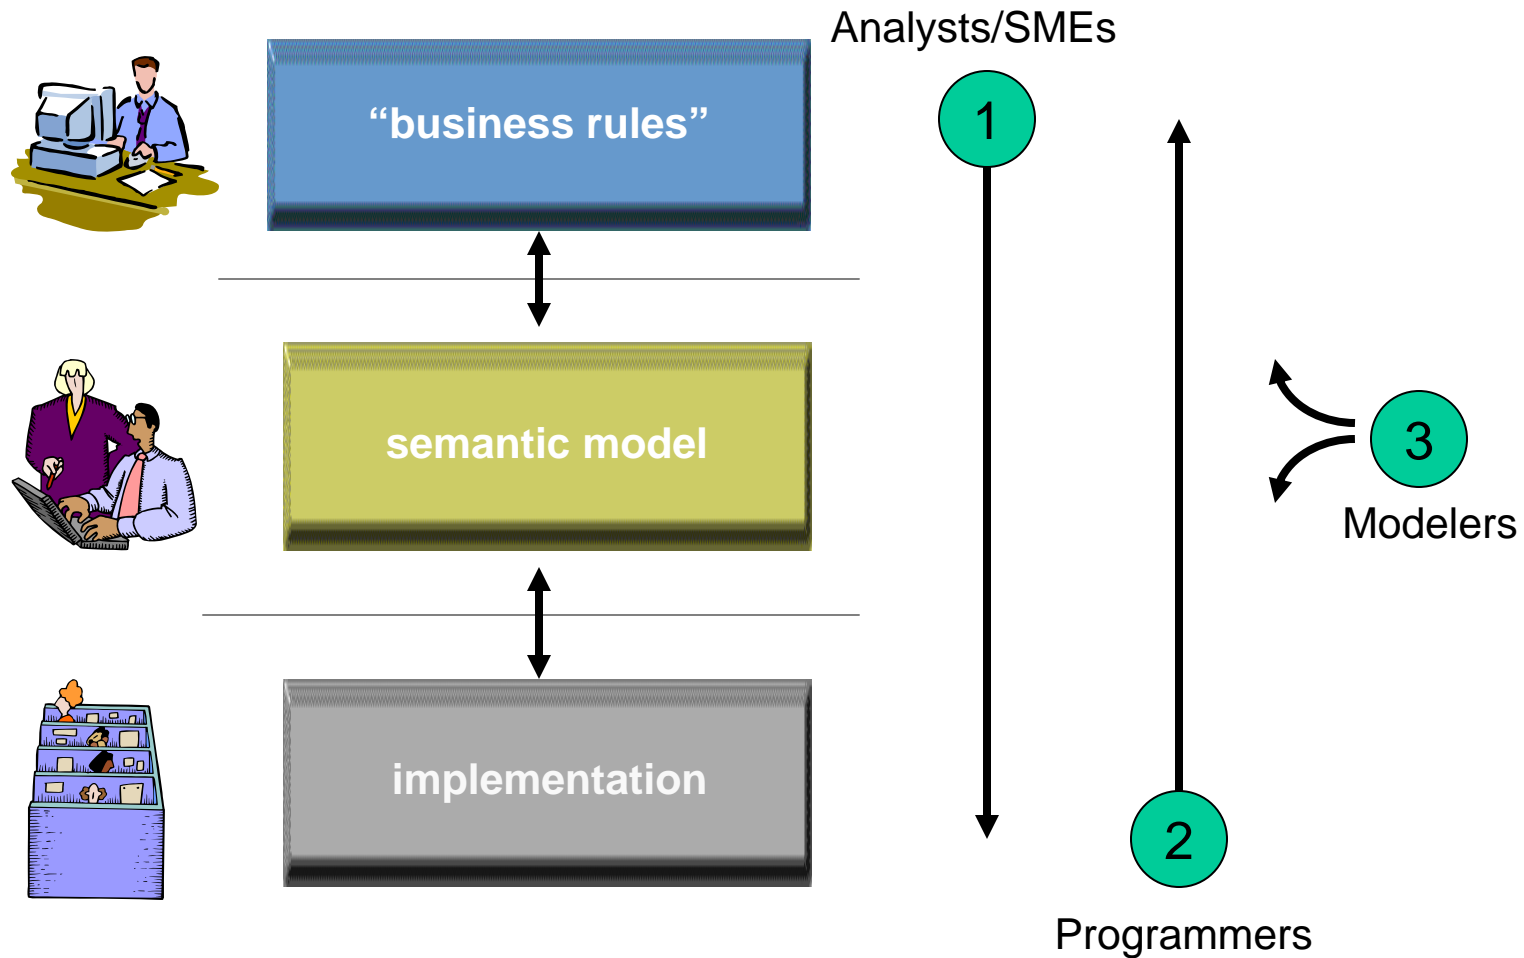 Analysts/SMEs
“business rules”
1
semantic model
3
Modelers
implementation
2
Programmers